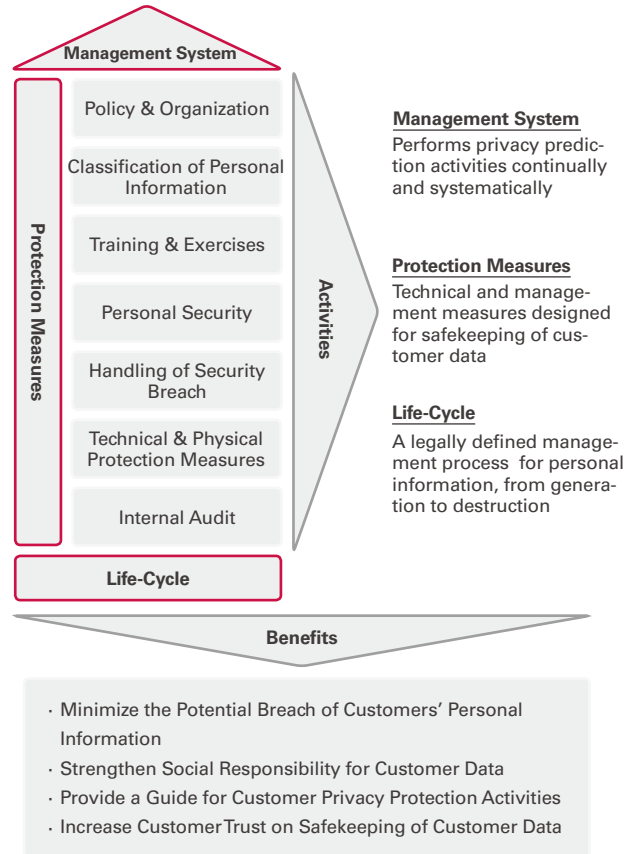 Management System
Protection Measures
Policy & Organization
Classification of Personal
Information
Training & Exercises
Personal Security
Handling of Security
Breach
Technical & Physical
Protection Measures
Internal Audit
Life-Cycle
Activities
Management System
Performs privacy predic-
tion activities continually
and systematically
Protection Measures
Technical and manage-
ment measures designed
for safekeeping of cus-
tomer data
Life-Cycle
A legally defined manage-
ment process for personal
information, from genera-
tion to destruction
Benefits
· Minimize the Potential Breach of Customers’ Personal
Information
· Strengthen Social Responsibility for Customer Data
· Provide a Guide for Customer Privacy Protection Activities
· Increase Customer Trust on Safekeeping of Customer Data